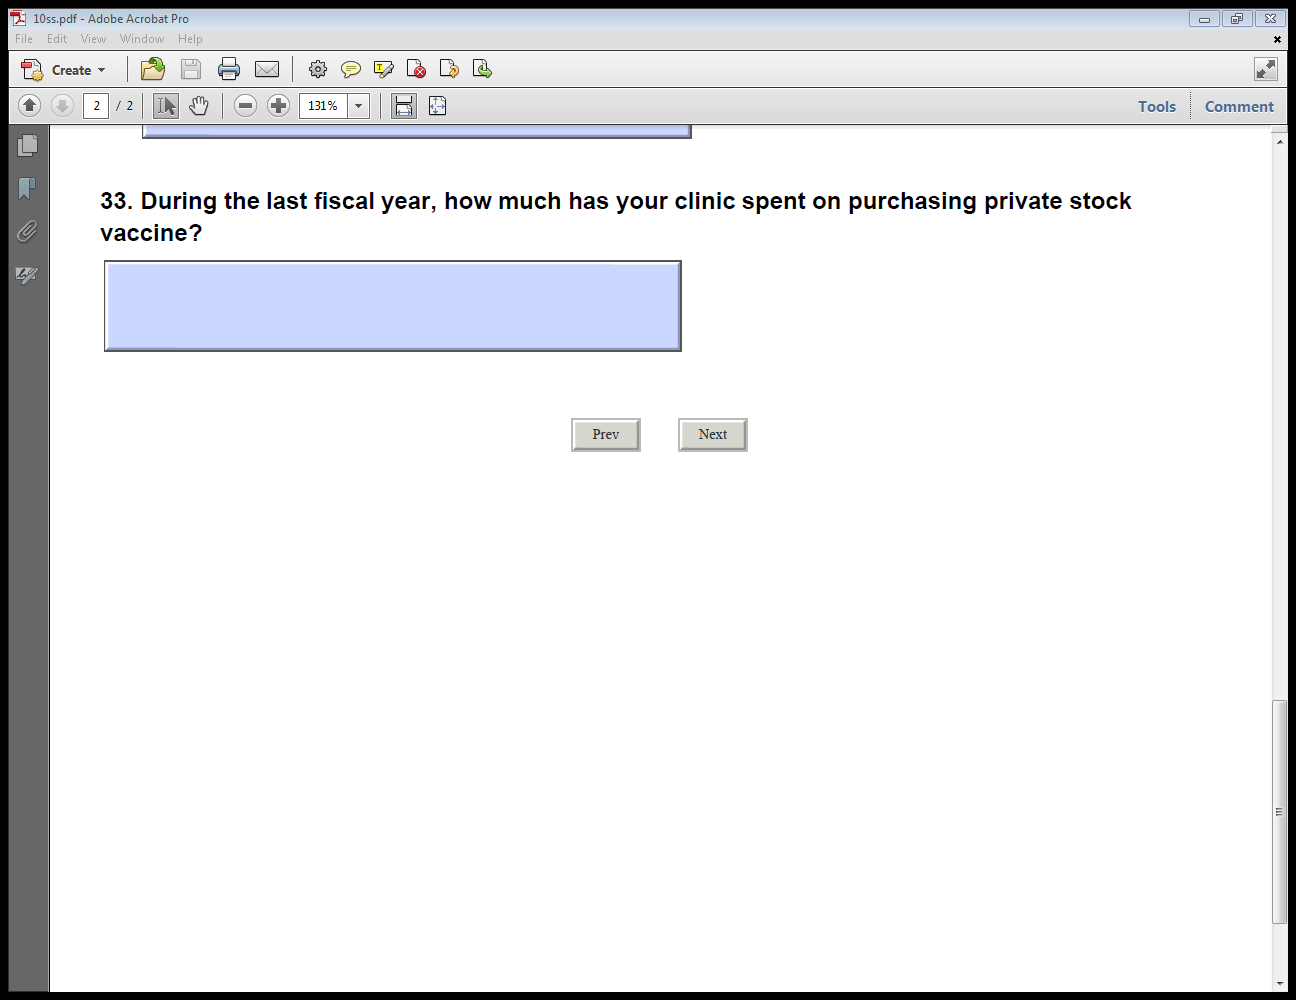 10ss.pdf - Adobe Acrobat Pro
File Edit View Window Help
Create
2 / 2 131% Tools Comment
33. During the last fiscal year, how much has your clinic spent on purchasing private stock
vaccine?
Prev Next